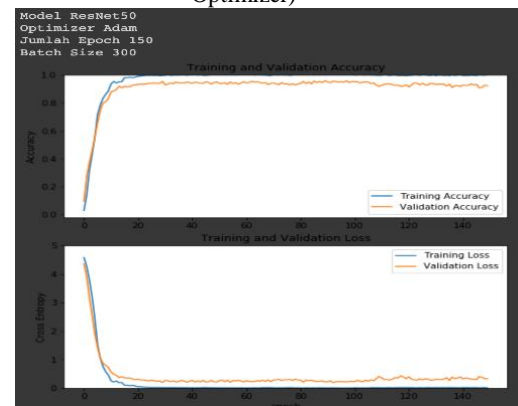 Optimizer)
Model ResNet50
Optimizer Adam
Jumlah Epoch 150
Batch Size 300
Training and Validation Accuracy
1.0
0.8
0.6
0.4
0.2
0.0
Accuracy
Training Accuracy
Validation Accuracy
0 20 40 60 80 100 120 140
Training and Validation Loss
5
4
3
2
1
0
Cross Entropy
Training Loss
Validation Loss
0 20 40 60 80 100 120 140
epoch